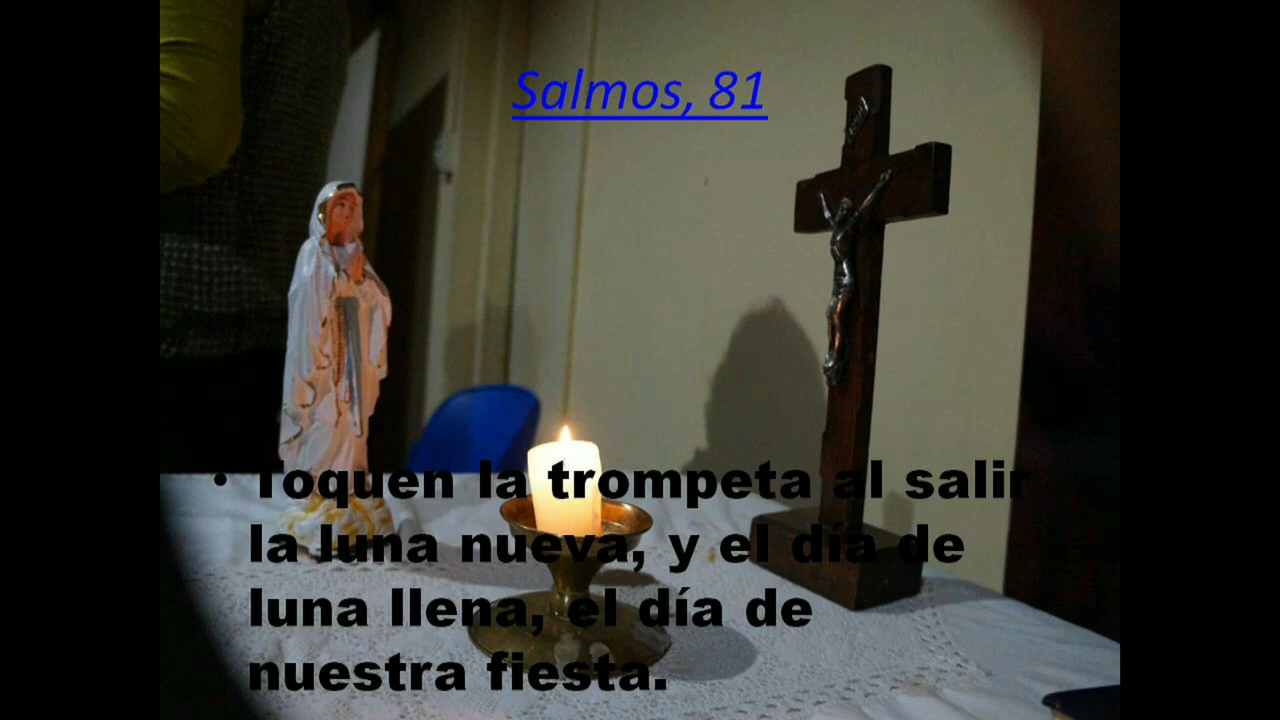 Salmos, 81
• Toquen la trompeta al salir
la luna nueva, y el día de
luna llena, el día de
nuestra fiesta.